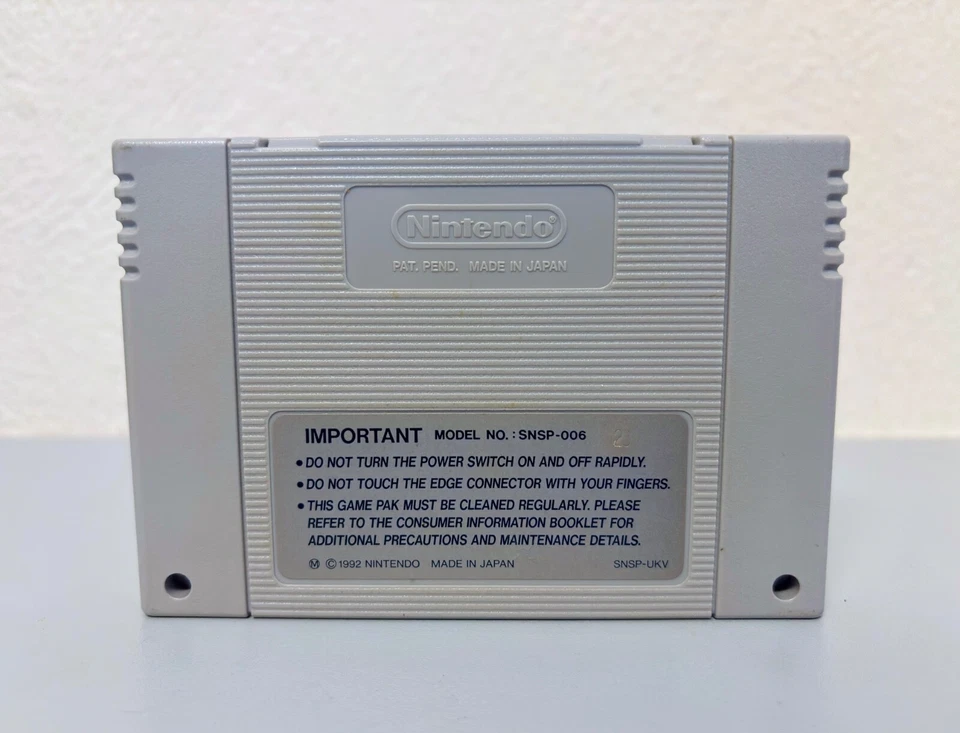 Nintendo®
PAT. PEND. MADE IN JAPAN
IMPORTANT MODEL NO. : SNSP-006 21
• DO NOT TURN THE POWER SWITCH ON AND OFF RAPIDLY.
• DO NOT TOUCH THE EDGE CONNECTOR WITH YOUR FINGERS.
• THIS GAME PAK MUST BE CLEANED REGULARLY. PLEASE
REFER TO THE CONSUMER INFORMATION BOOKLET FOR
ADDITIONAL PRECAUTIONS AND MAINTENANCE DETAILS.
Ⓜ ©1992 NINTENDO MADE IN JAPAN SNSP-UKV